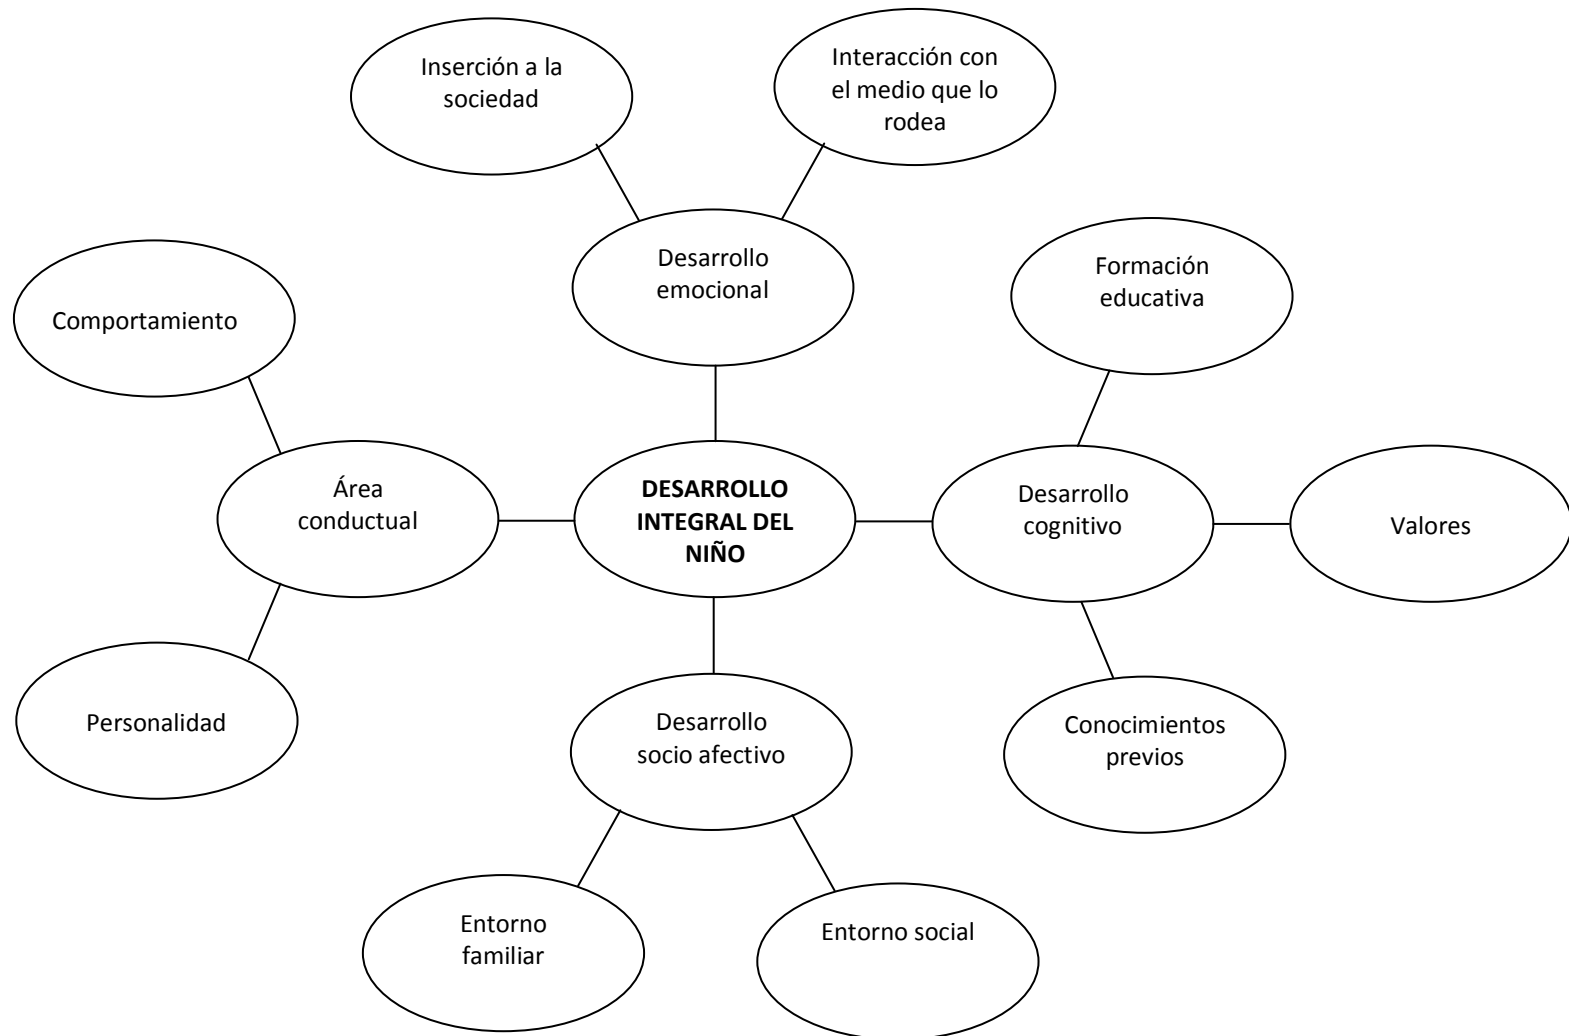 Inserción a la
sociedad
Interacción con
el medio que lo
rodea
Desarrollo
emocional
Formación
educativa
Comportamiento
Área
conductual
DESARROLLO
INTEGRAL DEL
NIÑO
Desarrollo
cognitivo
Valores
Personalidad
Desarrollo
socio afectivo
Conocimientos
previos
Entorno
familiar
Entorno social